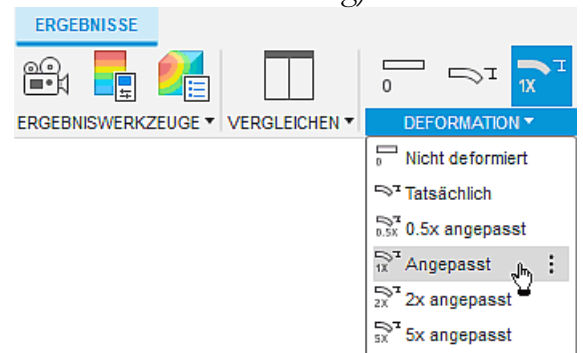 ERGEBNISSE
0 1X
ERGEBNISWERKZEUGE VERGLEICHEN DEFORMATION
0 Nicht deformiert
Tatsächlich
0.5X 0.5x angepasst
1X Angepasst
2X 2x angepasst
5X 5x angepasst